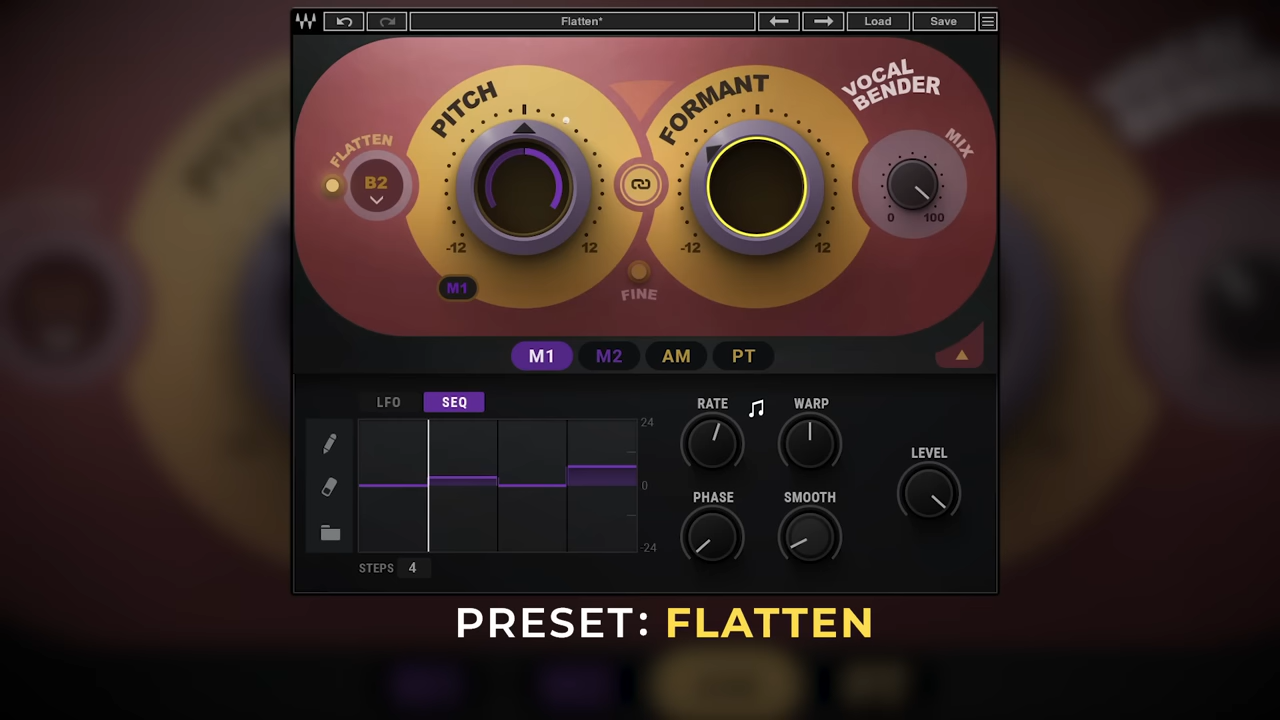 Flatten*
Load
Save
PITCH
FORMANT
VOCAL
BENDER
FLATTEN
B2
MIX
0 100
-12 12
-12 12
M1
FINE
M1 M2 AM PT
LFO SEQ
24
0
-24
STEPS 4
RATE WARP
PHASE SMOOTH
LEVEL
PRESET: FLATTEN